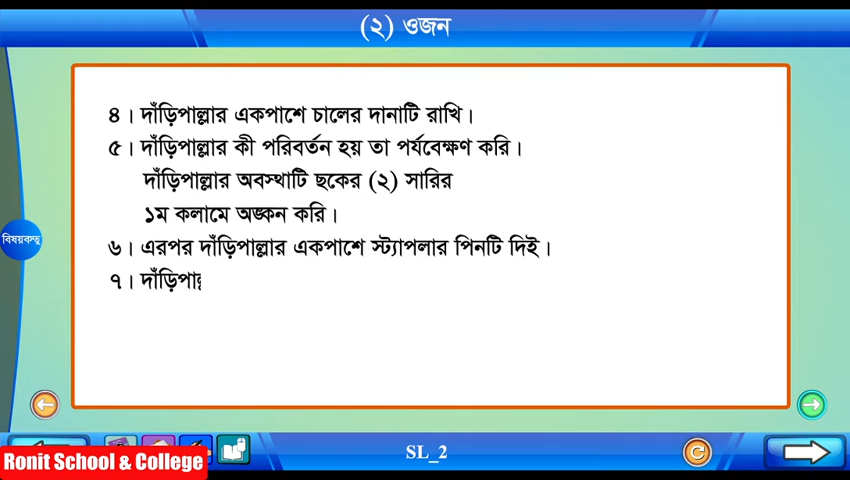 (২) ওজন
৪। দাঁড়িপাল্লার একপাশে চালের দানাটি রাখি।
৫। দাঁড়িপাল্লার কী পরিবর্তন হয় তা পর্যবেক্ষণ করি।
দাঁড়িপাল্লার অবস্থাটি ছকের (২) সারির
১ম কলামে অঙ্কন করি।
বিষয়বস্তু
৬। এরপর দাঁড়িপাল্লার একপাশে স্ট্যাপলার পিনটি দিই।
৭।
SL_2
Ronit School & College